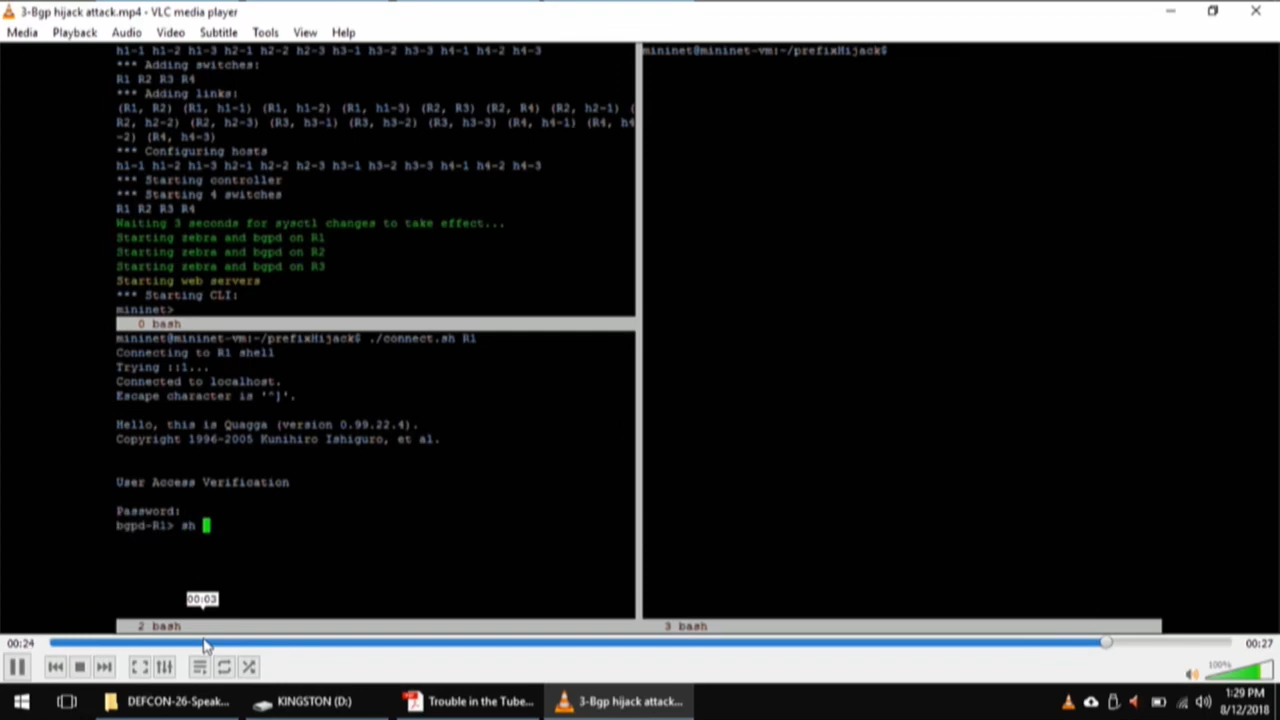 3-Bgp hijack attack.mp4 - VLC media player
Media Playback Audio Video Subtitle Tools View Help
h1-1 h1-2 h1-3 h2-1 h2-2 h2-3 h3-1 h3-2 h3-3 h4-1 h4-2 h4-3
*** Adding switches:
R1 R2 R3 R4
*** Adding links:
(R1, R2) (R1, h1-1) (R1, h1-2) (R1, h1-3) (R2, R3) (R2, R4) (R2, h2-1) (
R2, h2-2) (R2, h2-3) (R3, h3-1) (R3, h3-2) (R3, h3-3) (R4, h4-1) (R4, h4
-2) (R4, h4-3)
*** Configuring hosts
h1-1 h1-2 h1-3 h2-1 h2-2 h2-3 h3-1 h3-2 h3-3 h4-1 h4-2 h4-3
*** Starting controller
*** Starting 4 switches
R1 R2 R3 R4
Waiting 3 seconds for sysctl changes to take effect...
Starting zebra and bgpd on R1
Starting zebra and bgpd on R2
Starting zebra and bgpd on R3
Starting web servers
*** Starting CLI:
mininet>
0 bash
mininet@mininet-vm:~/prefixHijack$ ./connect.sh R1
Connecting to R1 shell
Trying ::1...
Connected to localhost.
Escape character is '^]'.
Hello, this is Quagga (version 0.99.22.4).
Copyright 1996-2005 Kunihiro Ishiguro, et al.
User Access Verification
Password:
bgpd-R1> sh
2 bash
mininet@mininet-vm:~/prefixHijack$
3 bash
00:03
00:24
00:27
100%
DEFCON-26-Speak...
KINGSTON (D:)
Trouble in the Tube...
3-Bgp hijack attack...
1:29 PM
8/12/2018